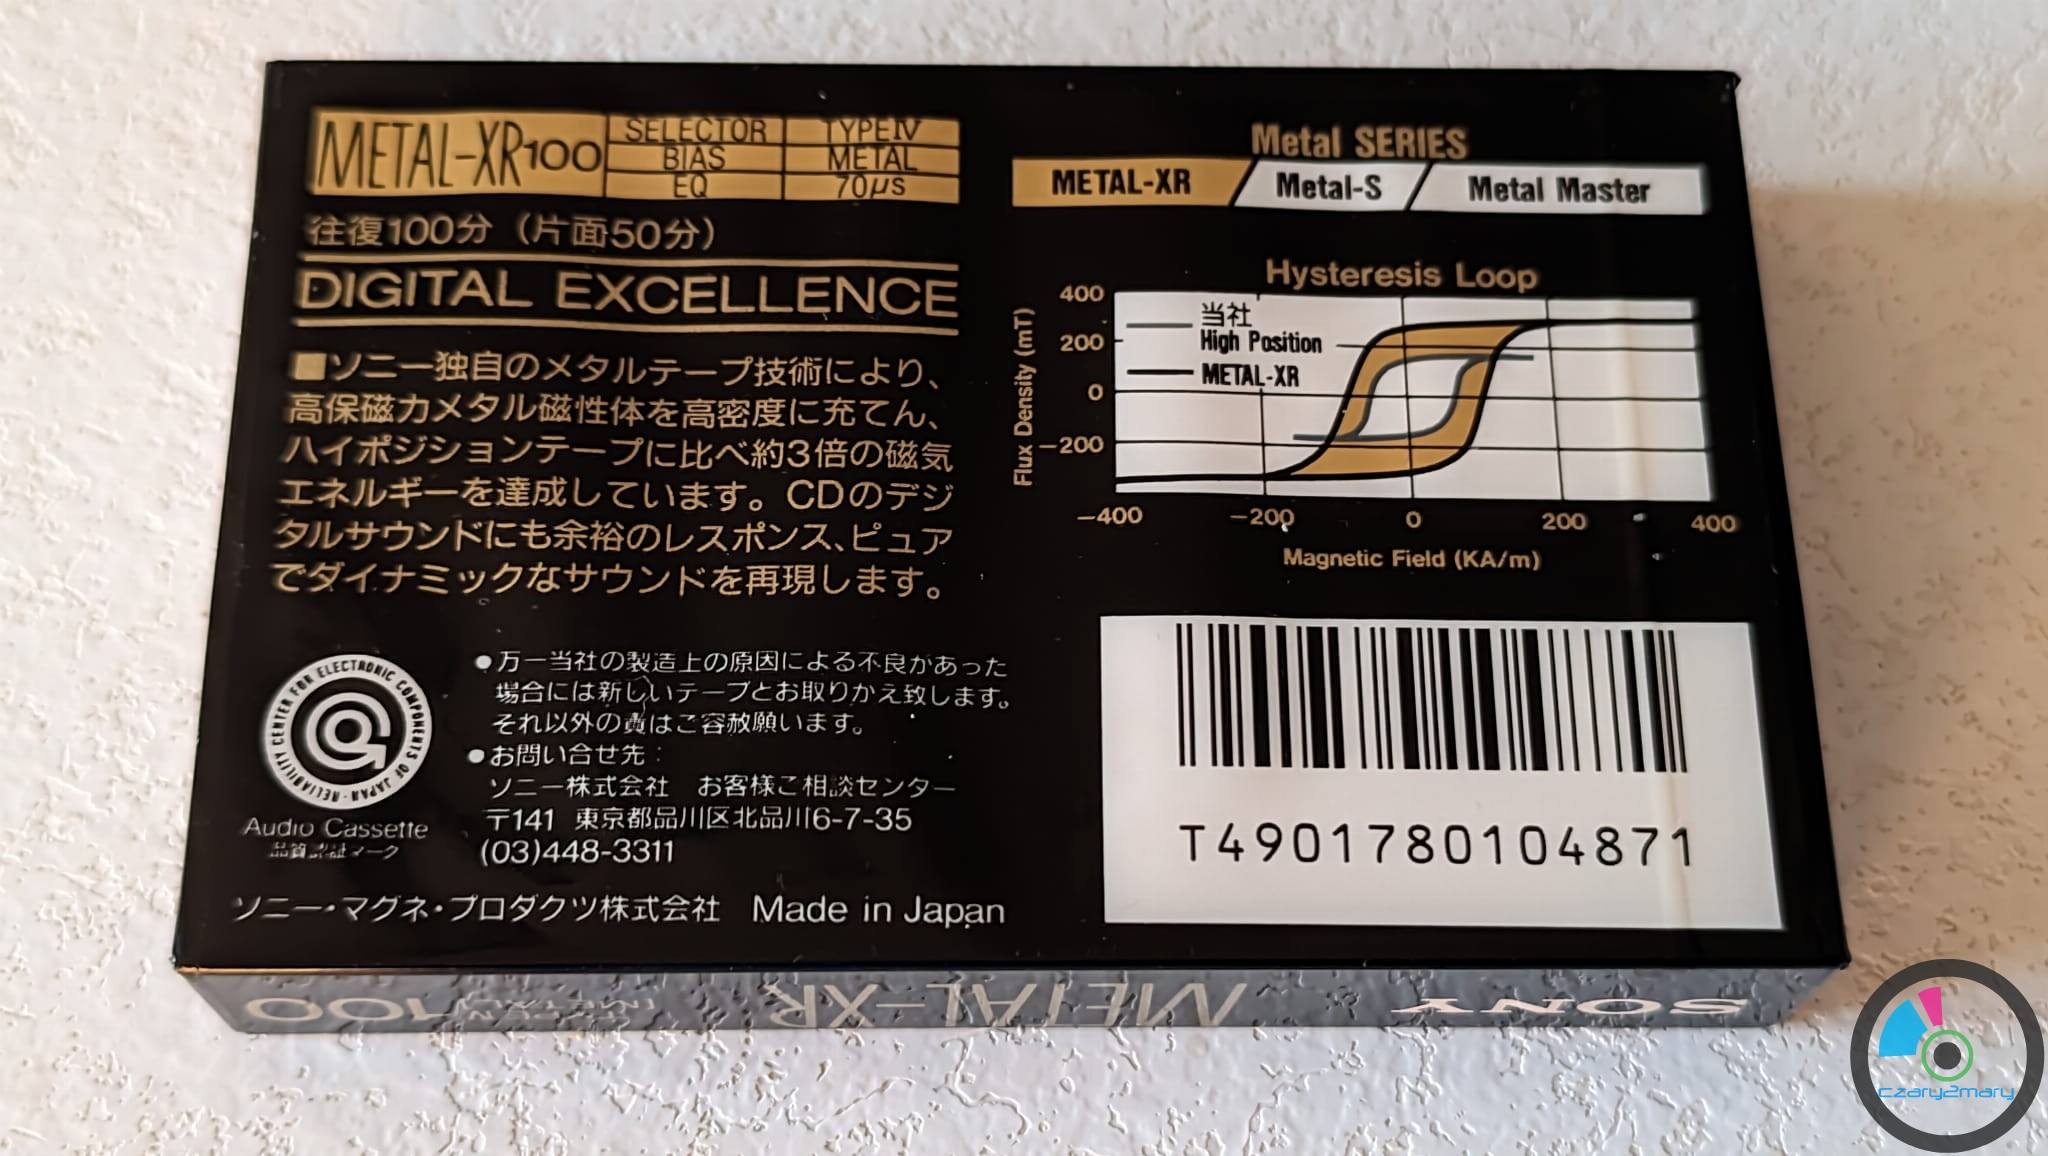 METAL-XR100
SELECTOR TYPEⅣ
BIAS METAL
EQ 70μs
往復100分（片面50分）
DIGITAL EXCELLENCE
■ソニー独自のメタルテープ技術により、
高保磁力メタル磁性体を高密度に充てん、
ハイポジションテープに比べ約3倍の磁気
エネルギーを達成しています。CDのデジ
タルサウンドにも余裕のレスポンス、ピュア
でダイナミックなサウンドを再現します。
RELIABILITY CENTER FOR ELECTRONIC COMPONENTS OF JAPAN
Audio Cassette
品質認証マーク
●万一当社の製造上の原因による不良があった
場合には新しいテープとお取りかえ致します。
それ以外の責はご容赦願います。
●お問い合せ先：
ソニー株式会社 お客様ご相談センター
〒141 東京都品川区北品川6-7-35
(03)448-3311
ソニー・マグネ・プロダクツ株式会社 Made in Japan
Metal SERIES
METAL-XR Metal-S Metal Master
Hysteresis Loop
当社
High Position
METAL-XR
Flux Density (mT)
400
200
0
−200
−400 −200 0 200 400
Magnetic Field (KA/m)
T4901780104871
SONY METAL-XR 100
czary2mary